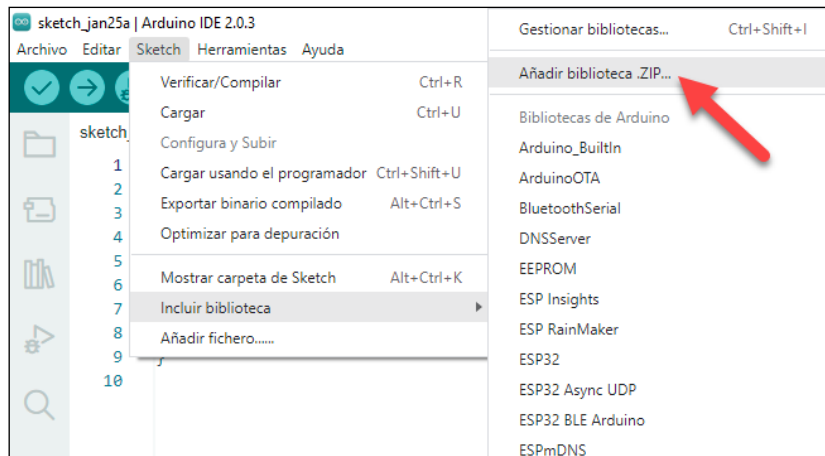 sketch_jan25a | Arduino IDE 2.0.3
Archivo Editar Sketch Herramientas Ayuda
Verificar/Compilar Ctrl+R
Cargar Ctrl+U
Configura y Subir
Cargar usando el programador Ctrl+Shift+U
Exportar binario compilado Alt+Ctrl+S
Optimizar para depuración
Mostrar carpeta de Sketch Alt+Ctrl+K
Incluir biblioteca
Añadir fichero......
sketch_
1
2
3
4
5
6
7
8
9 }
10
Gestionar bibliotecas... Ctrl+Shift+I
Añadir biblioteca .ZIP...
Bibliotecas de Arduino
Arduino_BuiltIn
ArduinoOTA
BluetoothSerial
DNSServer
EEPROM
ESP Insights
ESP RainMaker
ESP32
ESP32 Async UDP
ESP32 BLE Arduino
ESPmDNS